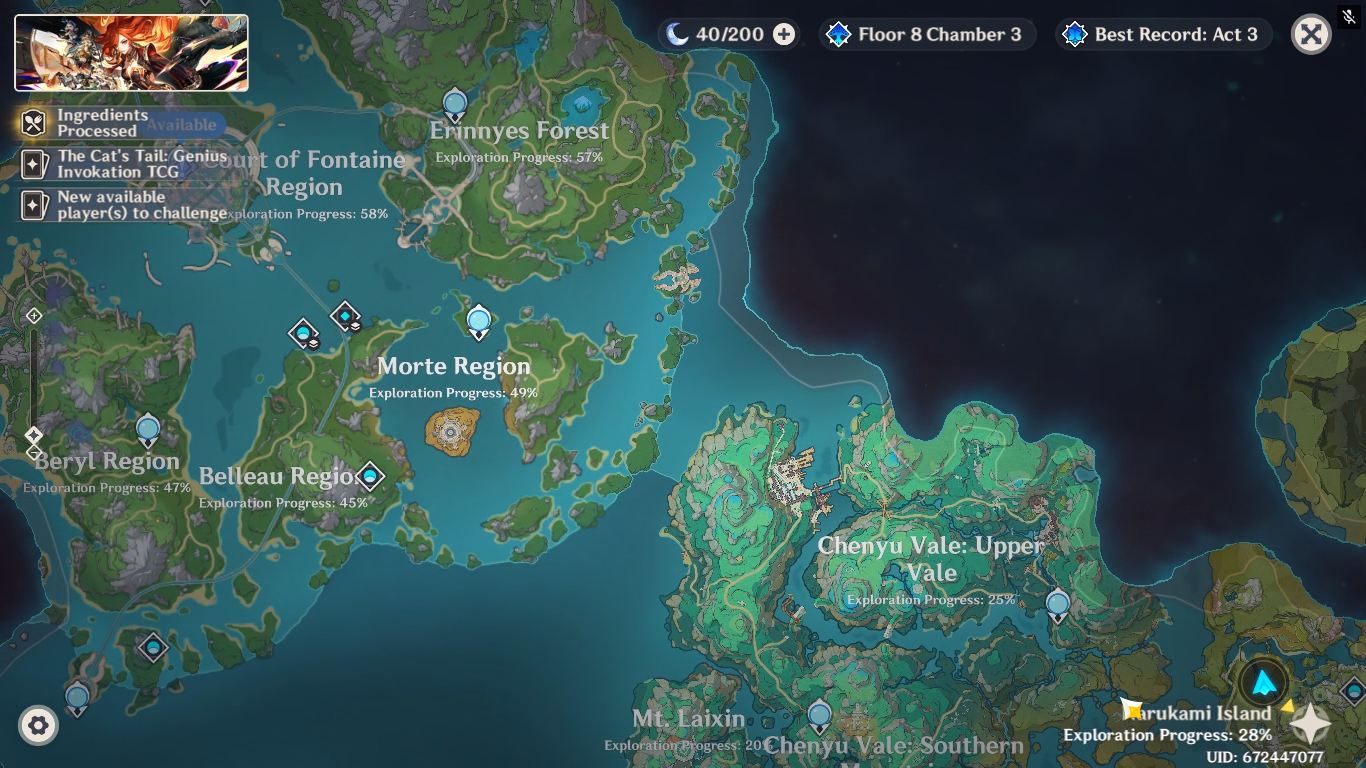 40/200
Floor 8 Chamber 3
Best Record: Act 3
Ingredients
Processed
Available
The Cat's Tail: Genius
Invokation TCG
New available
player(s) to challenge
Erinnyes Forest
Exploration Progress: 57%
Court of Fontaine
Region
Exploration Progress: 58%
Morte Region
Exploration Progress: 49%
Beryl Region
Exploration Progress: 47%
Belleau Region
Exploration Progress: 45%
Chenyu Vale: Upper
Vale
Exploration Progress: 25%
Mt. Laixin
Exploration Progress: 20
Chenyu Vale: Southern
arukami Island
Exploration Progress: 28%
UID: 672447077